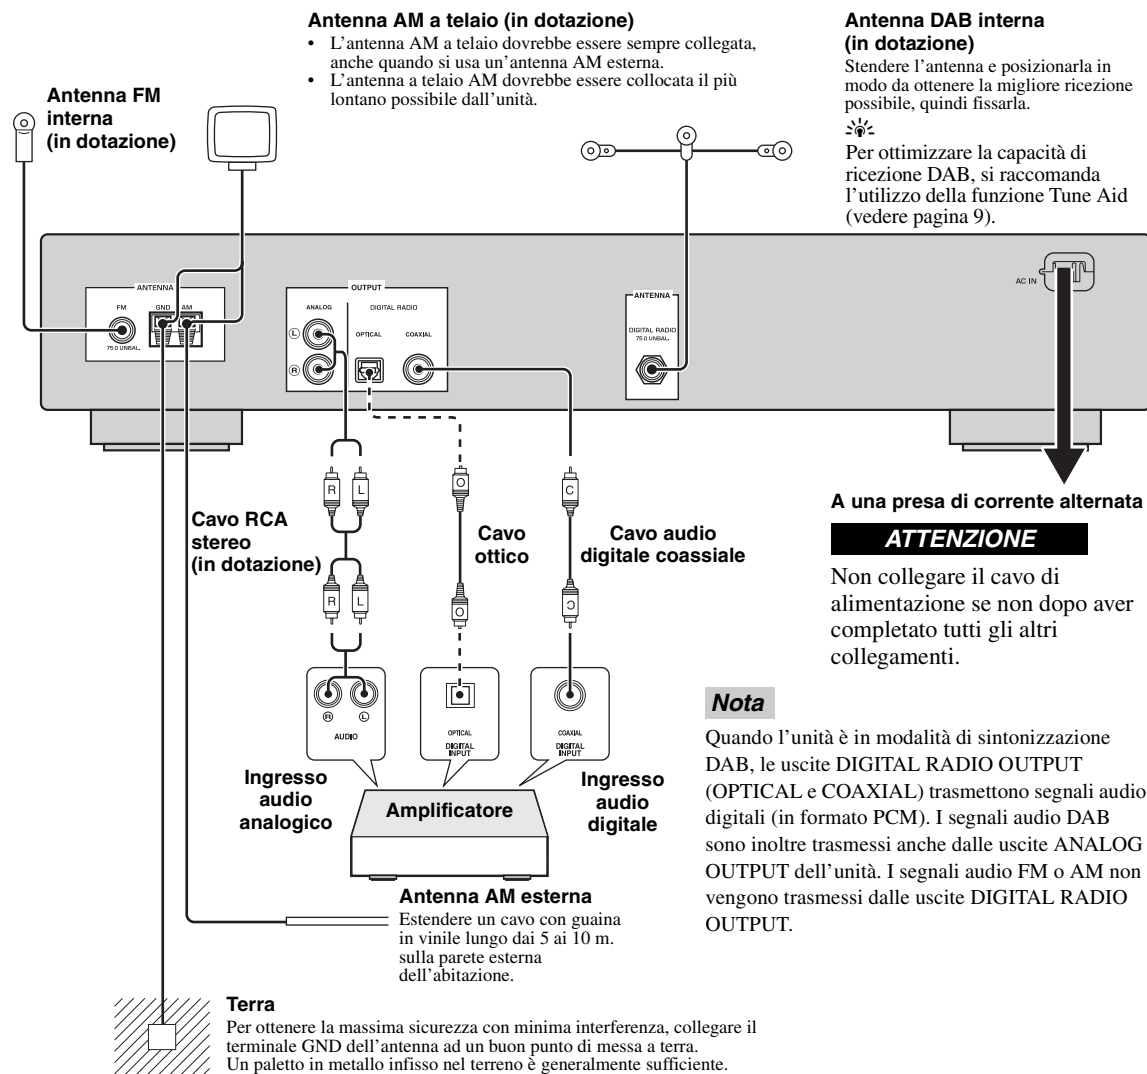 Antenna AM a telaio (in dotazione)
• L'antenna AM a telaio dovrebbe essere sempre collegata,
anche quando si usa un'antenna AM esterna.
• L'antenna a telaio AM dovrebbe essere collocata il più
lontano possibile dall'unità.
Antenna DAB interna
(in dotazione)
Stendere l'antenna e posizionarla in
modo da ottenere la migliore ricezione
possibile, quindi fissarla.
Per ottimizzare la capacità di
ricezione DAB, si raccomanda
l'utilizzo della funzione Tune Aid
(vedere pagina 9).
Antenna FM
interna
(in dotazione)
ANTENNA
FM
GND
AM
75Ω UNBAL.
OUTPUT
ANALOG
DIGITAL RADIO
OPTICAL
COAXIAL
L
R
ANTENNA
DIGITAL RADIO
75Ω UNBAL.
AC IN
R
L
O
C
Cavo RCA
stereo
(in dotazione)
Cavo
ottico
Cavo audio
digitale coassiale
R
L
O
C
R
L
AUDIO
OPTICAL
DIGITAL
INPUT
COAXIAL
DIGITAL
INPUT
Ingresso
audio
analogico
Amplificatore
Ingresso
audio
digitale
A una presa di corrente alternata
ATTENZIONE
Non collegare il cavo di
alimentazione se non dopo aver
completato tutti gli altri
collegamenti.
Nota
Quando l'unità è in modalità di sintonizzazione
DAB, le uscite DIGITAL RADIO OUTPUT
(OPTICAL e COAXIAL) trasmettono segnali audio
digitali (in formato PCM). I segnali audio DAB
sono inoltre trasmessi anche dalle uscite ANALOG
OUTPUT dell'unità. I segnali audio FM o AM non
vengono trasmessi dalle uscite DIGITAL RADIO
OUTPUT.
Antenna AM esterna
Estendere un cavo con guaina
in vinile lungo dai 5 ai 10 m.
sulla parete esterna
dell'abitazione.
Terra
Per ottenere la massima sicurezza con minima interferenza, collegare il
terminale GND dell'antenna ad un buon punto di messa a terra.
Un paletto in metallo infisso nel terreno è generalmente sufficiente.